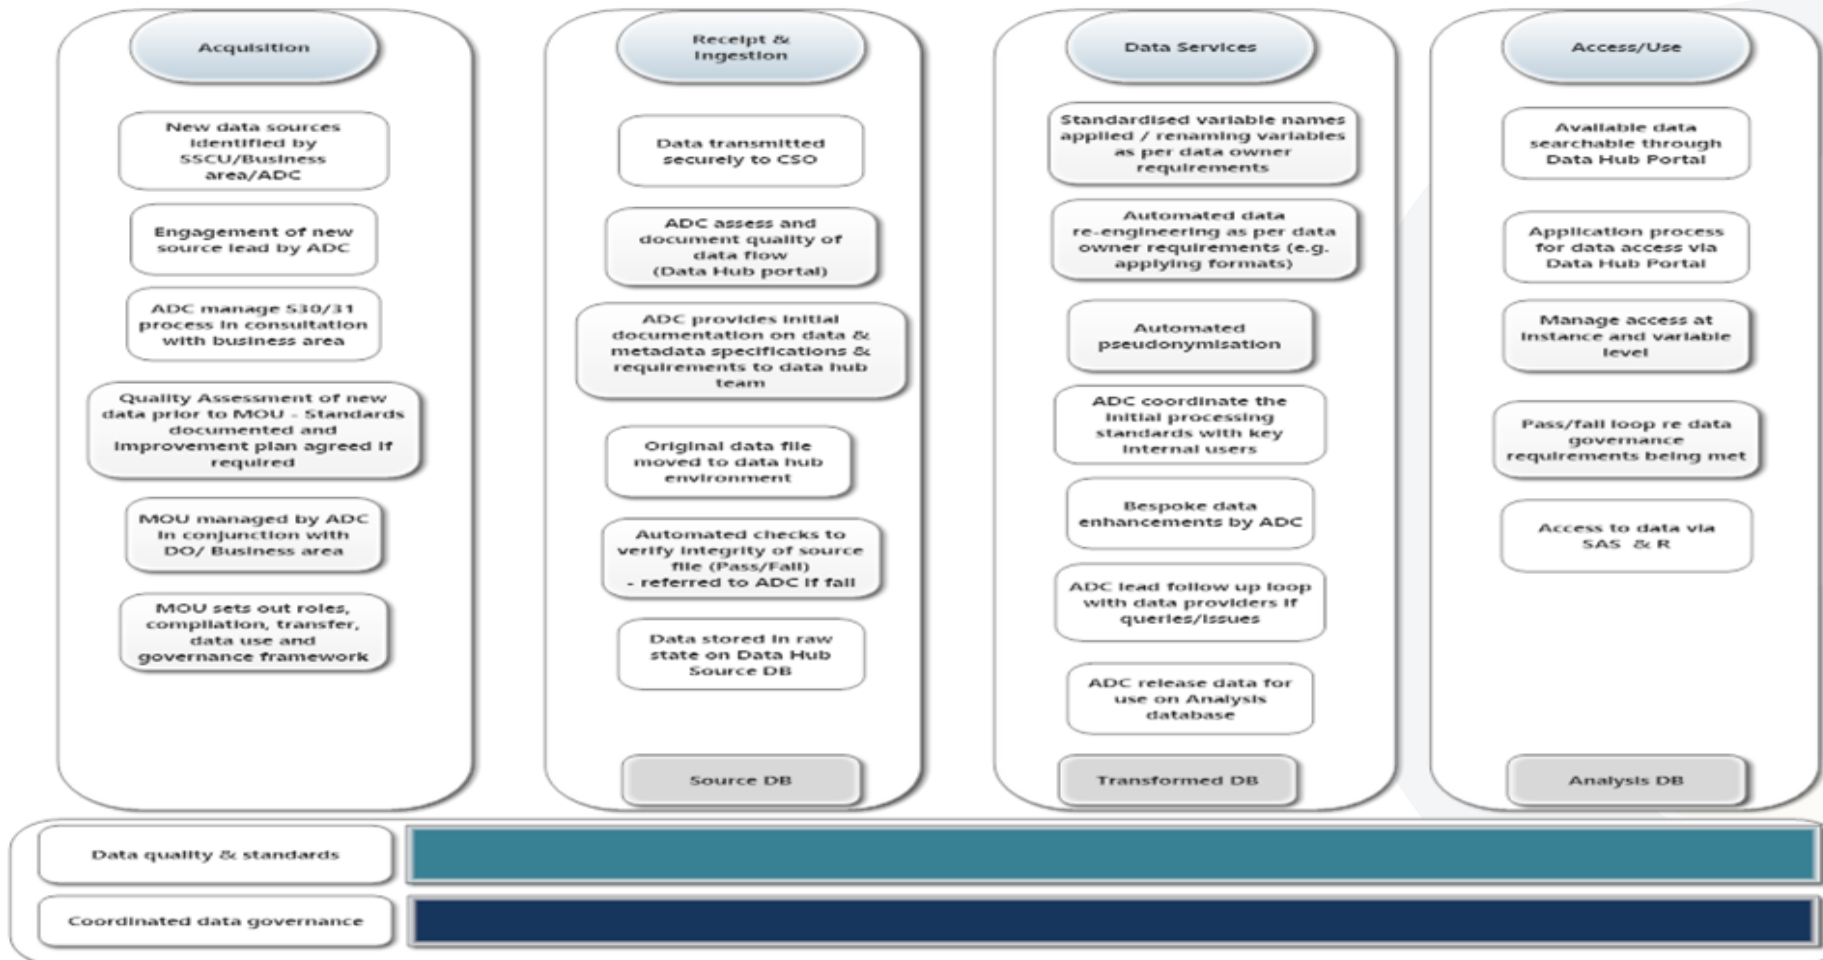 Acquisition
New data sources
identified by
SSCU/Business
area/ADC
Engagement of new
source lead by ADC
ADC manage S30/31
process in consultation
with business area
Quality Assessment of new
data prior to MOU - Standards
documented and
improvement plan agreed if
required
MOU managed by ADC
in conjunction with
DO/ Business area
MOU sets out roles,
compilation, transfer,
data use and
governance framework
Receipt &
Ingestion
Data transmitted
securely to CSO
ADC assess and
document quality of
data flow
(Data Hub portal)
ADC provides initial
documentation on data &
metadata specifications &
requirements to data hub
team
Original data file
moved to data hub
environment
Automated checks to
verify integrity of source
file (Pass/Fail)
- referred to ADC if fail
Data stored in raw
state on Data Hub
Source DB
Source DB
Data Services
Standardised variable names
applied / renaming variables
as per data owner
requirements
Automated data
re-engineering as per data
owner requirements (e.g.
applying formats)
Automated
pseudonymisation
ADC coordinate the
initial processing
standards with key
internal users
Bespoke data
enhancements by ADC
ADC lead follow up loop
with data providers if
queries/issues
ADC release data for
use on Analysis
database
Transformed DB
Access/Use
Available data
searchable through
Data Hub Portal
Application process
for data access via
Data Hub Portal
Manage access at
instance and variable
level
Pass/fail loop re data
governance
requirements being met
Access to data via
SAS & R
Analysis DB
Data quality & standards
Coordinated data governance